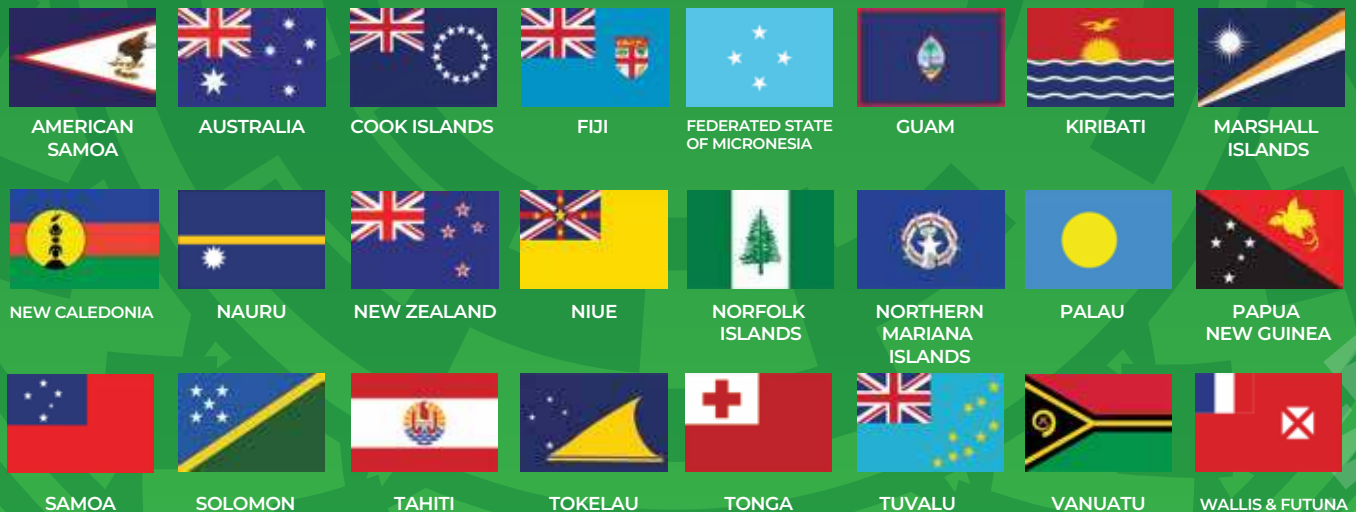 AMERICAN
SAMOA
AUSTRALIA
COOK ISLANDS
FIJI
FEDERATED STATE
OF MICRONESIA
GUAM
KIRIBATI
MARSHALL
ISLANDS
NEW CALEDONIA
NAURU
NEW ZEALAND
NIUE
NORFOLK
ISLANDS
NORTHERN
MARIANA
ISLANDS
PALAU
PAPUA
NEW GUINEA
SAMOA
SOLOMON
TAHITI
TOKELAU
TONGA
TUVALU
VANUATU
WALLIS & FUTUNA